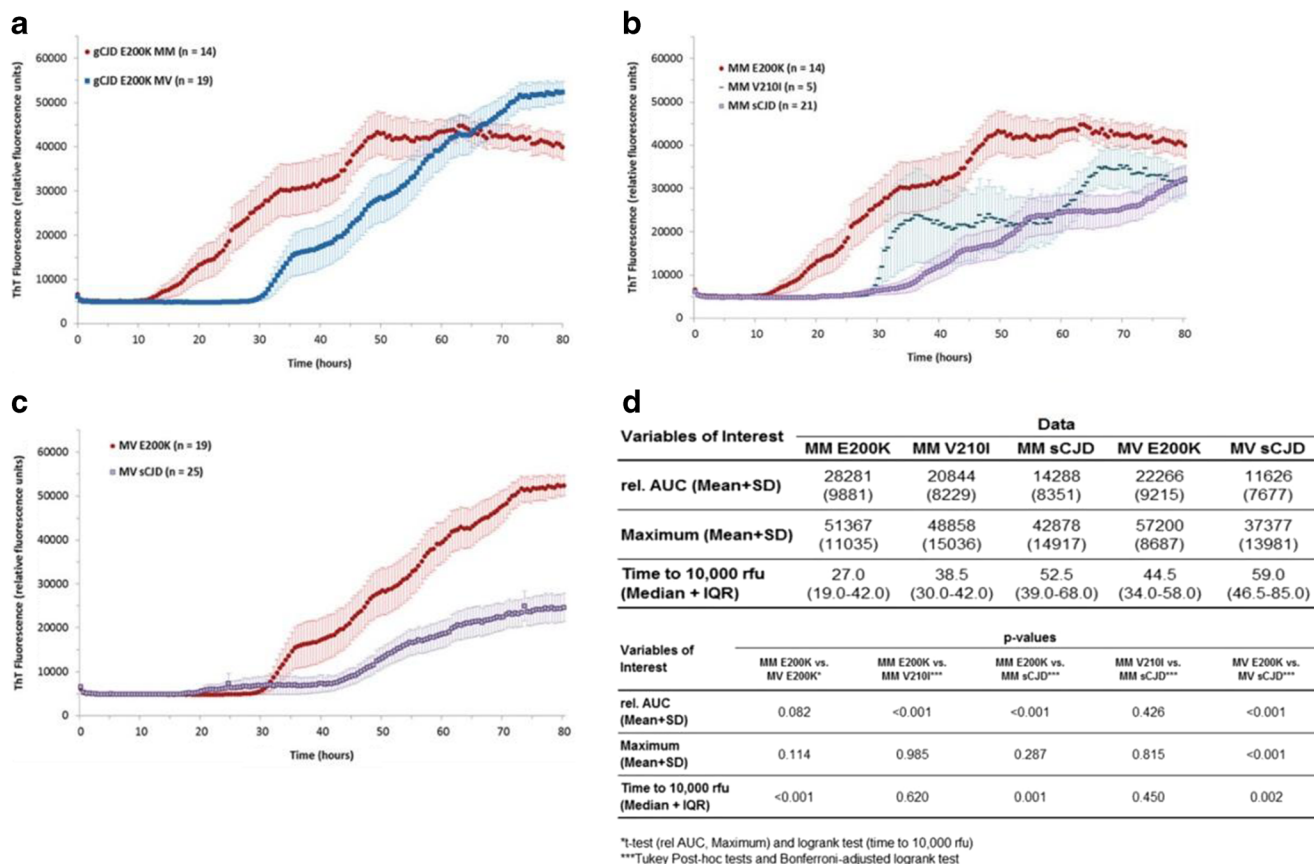 a
gCJD E200K MM (n = 14)
gCJD E200K MV (n = 19)
ThT Fluorescence (relative fluorescence units)
60000
50000
40000
30000
20000
10000
0
0 10 20 30 40 50 60 70 80
Time (hours)
b
MM E200K (n = 14)
MM V210I (n = 5)
MM sCJD (n = 21)
ThT Fluorescence (relative fluorescence units)
60000
50000
40000
30000
20000
10000
0
0 10 20 30 40 50 60 70 80
Time (hours)
c
MV E200K (n = 19)
MV sCJD (n = 25)
ThT Fluorescence (relative fluorescence units)
60000
50000
40000
30000
20000
10000
0
0 10 20 30 40 50 60 70 80
Time (hours)
d
Variables of Interest Data
MM E200K MM V210I MM sCJD MV E200K MV sCJD
rel. AUC (Mean+SD) 28281 20844 14288 22266 11626
(9881) (8229) (8351) (9215) (7677)
Maximum (Mean+SD) 51367 48858 42878 57200 37377
(11035) (15036) (14917) (8687) (13981)
Time to 10,000 rfu 27.0 38.5 52.5 44.5 59.0
(Median + IQR) (19.0-42.0) (30.0-42.0) (39.0-68.0) (34.0-58.0) (46.5-85.0)
p-values
Variables of MM E200K vs. MM E200K vs. MM E200K vs. MM V210I vs. MV E200K vs.
Interest MV E200K* MM V210I*** MM sCJD*** MM sCJD*** MV sCJD***
rel. AUC
(Mean+SD) 0.082 <0.001 <0.001 0.426 <0.001
Maximum
(Mean+SD) 0.114 0.985 0.287 0.815 <0.001
Time to 10,000 rfu
(Median + IQR) <0.001 0.620 0.001 0.450 0.002
*t-test (rel AUC, Maximum) and logrank test (time to 10,000 rfu)
***Tukey Post-hoc tests and Bonferroni-adjusted logrank test